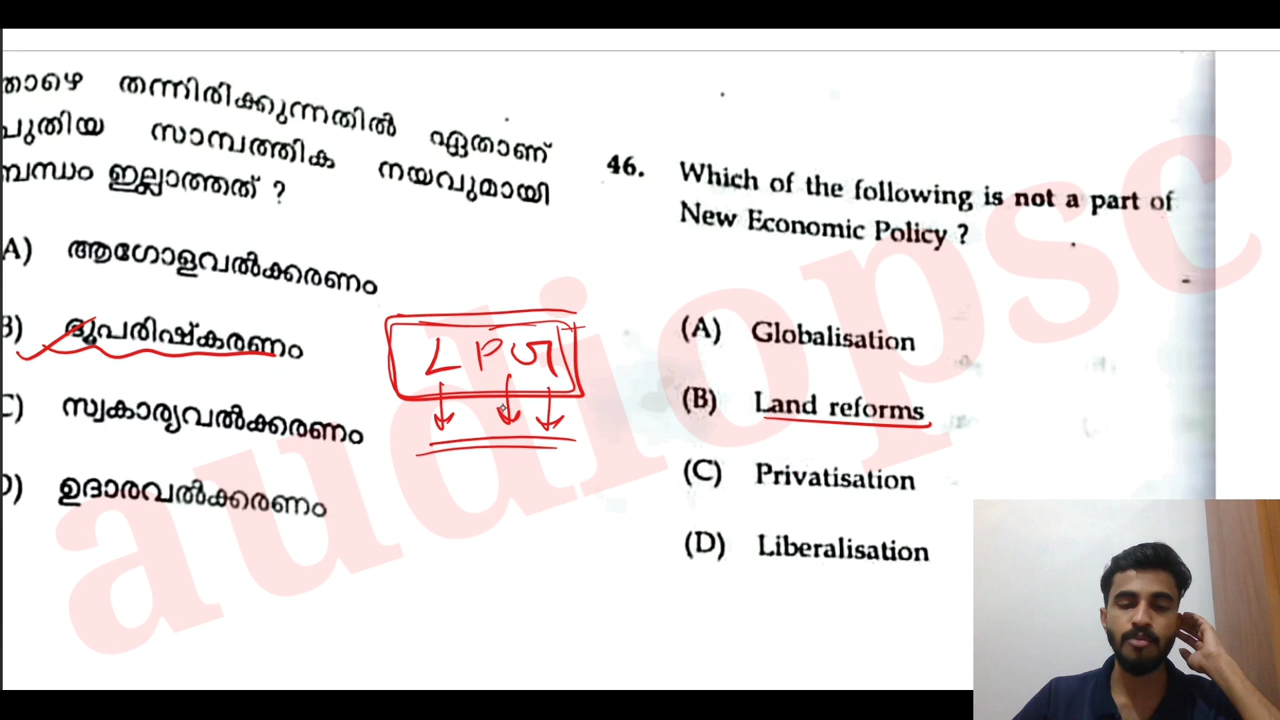 താഴെ തന്നിരിക്കുന്നതിൽ ഏതാണ്
പുതിയ സാമ്പത്തിക നയവുമായി
ബന്ധം ഇല്ലാത്തത് ?
A) ആഗോളവൽക്കരണം
B) ഭൂപരിഷ്കരണം
C) സ്വകാര്യവൽക്കരണം
D) ഉദാരവൽക്കരണം
L P G
46. Which of the following is not a part of
New Economic Policy ?
(A) Globalisation
(B) Land reforms
(C) Privatisation
(D) Liberalisation
audiopsc